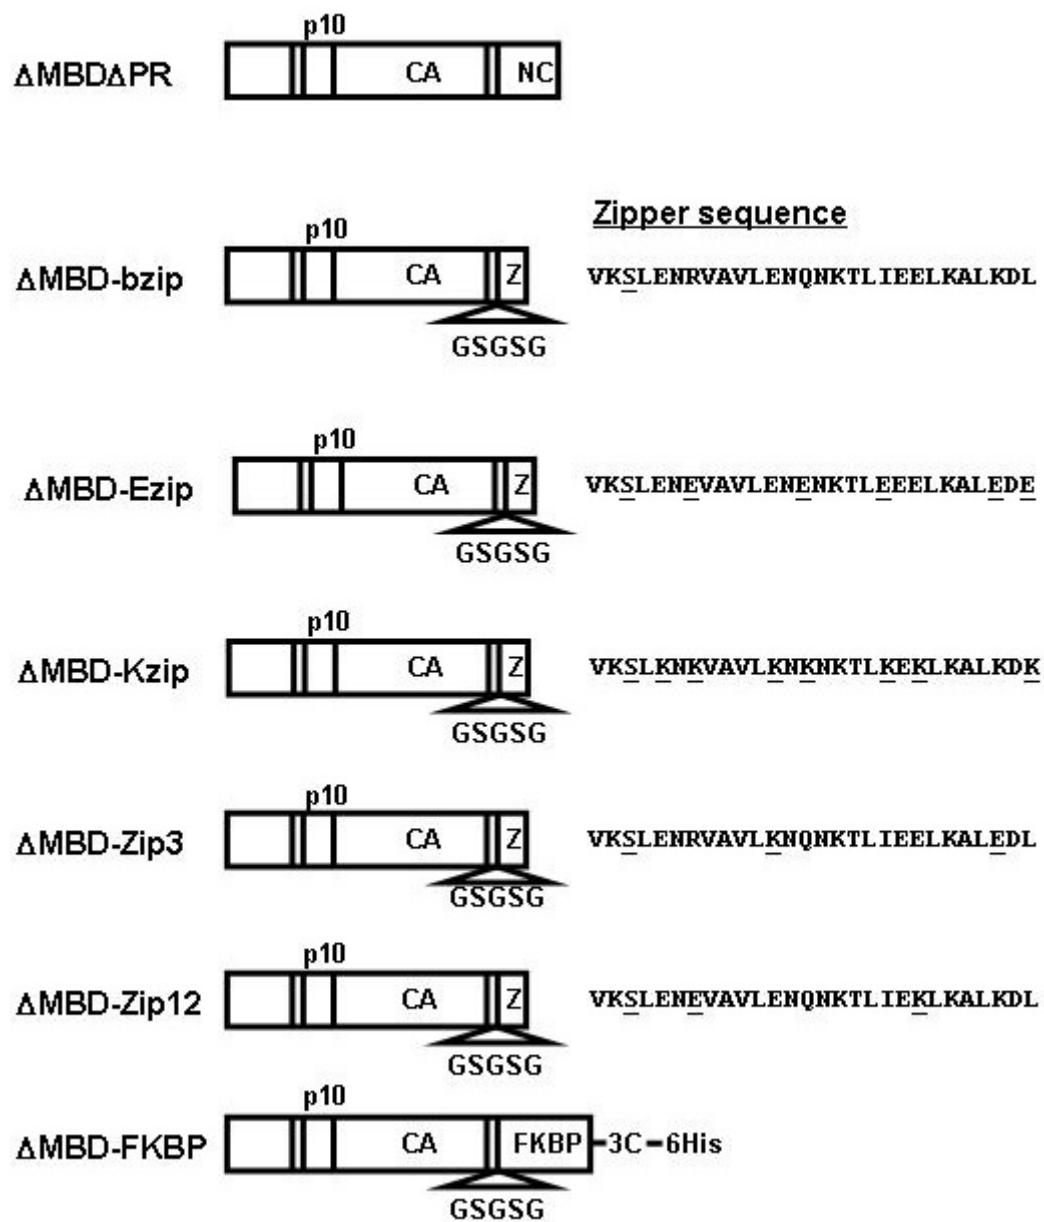 p10
ΔMBDΔPR CA NC
Zipper sequence
p10
ΔMBD-bzip CA Z VKSLENRVAVLENQNKTLIEELKALKDL
GSGSG
p10
ΔMBD-Ezip CA Z VKSLENEVAVLENENKTLEEELKALEDE
GSGSG
p10
ΔMBD-Kzip CA Z VKSLKNKVAVLKNKNKTLKEKLKALKDK
GSGSG
p10
ΔMBD-Zip3 CA Z VKSLENRVAVLKNQNKTLIEELKALEDL
GSGSG
p10
ΔMBD-Zip12 CA Z VKSLENEVAVLENQNKTLIEKLKALKDL
GSGSG
p10
ΔMBD-FKBP CA FKBP-3C-6His
GSGSG